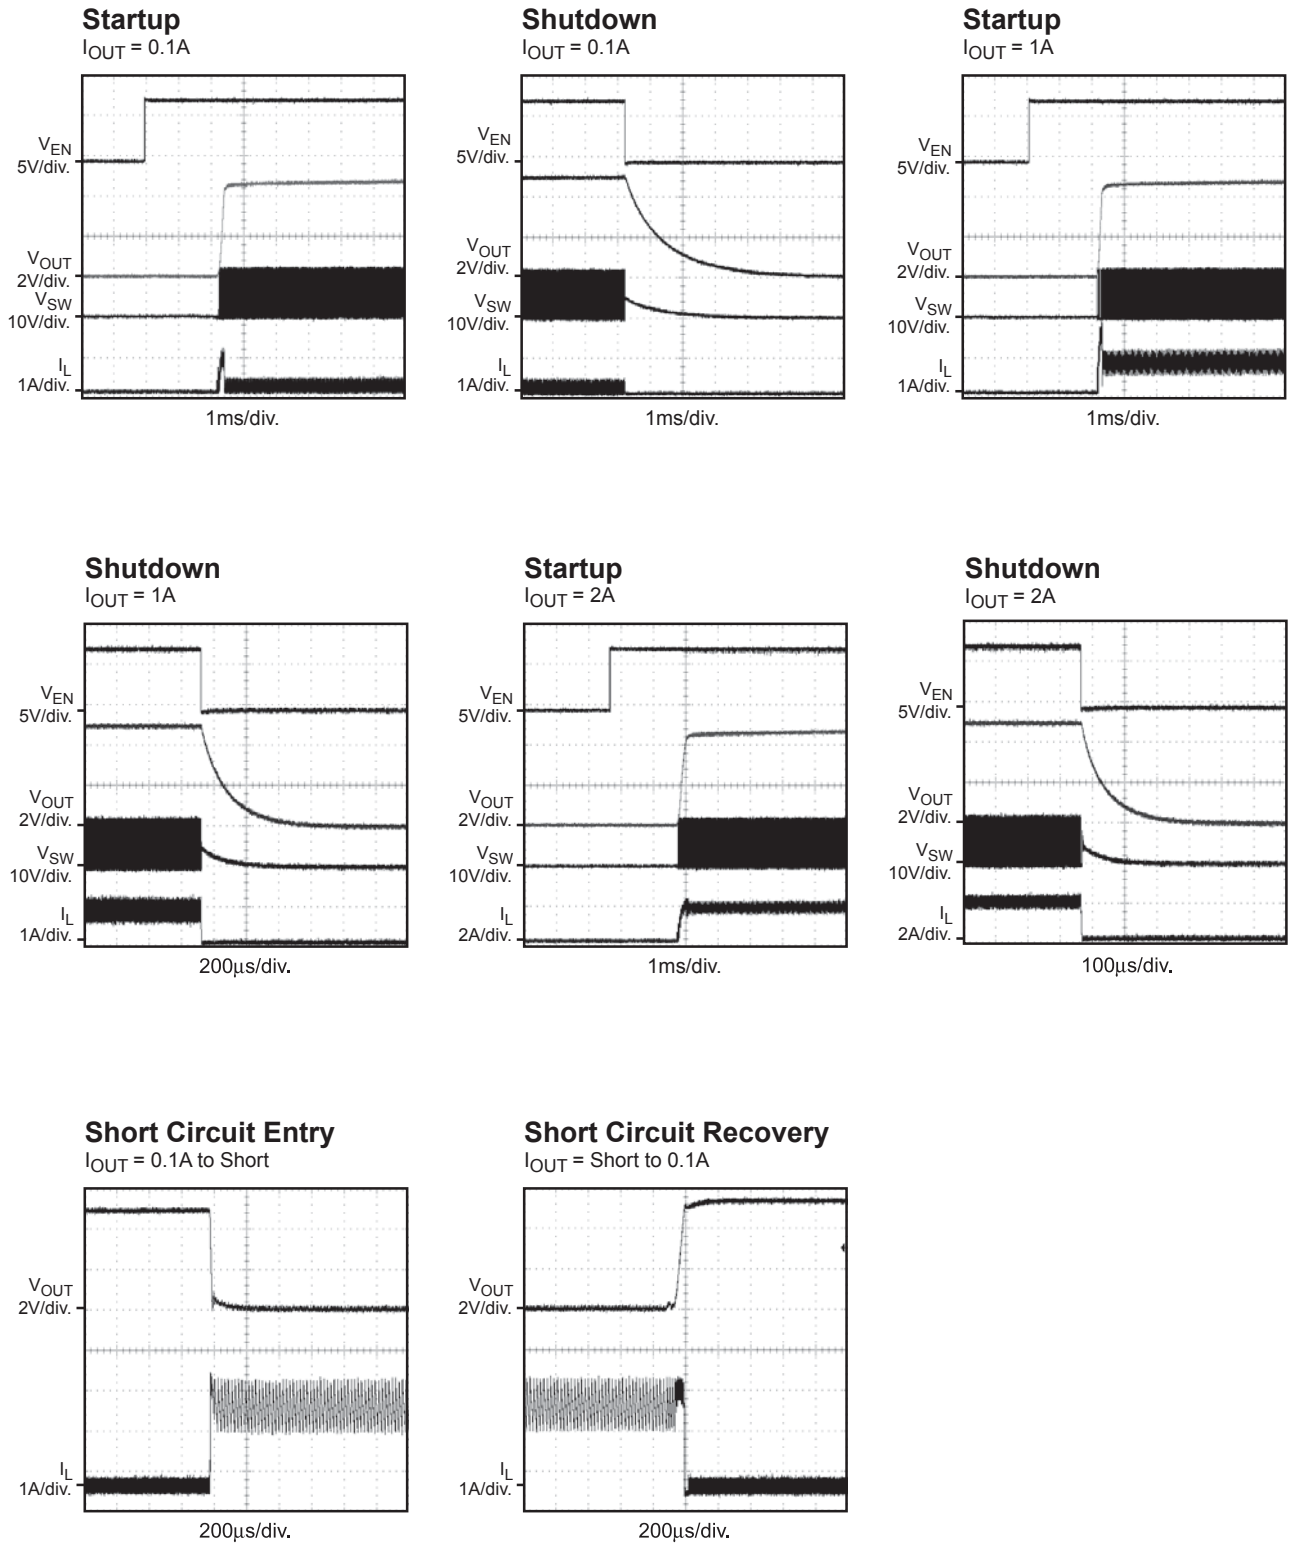 Startup
IOUT = 0.1A
VEN
5V/div.
VOUT
2V/div.
VSW
10V/div.
IL
1A/div.
1ms/div.
Shutdown
IOUT = 0.1A
VEN
5V/div.
VOUT
2V/div.
VSW
10V/div.
IL
1A/div.
1ms/div.
Startup
IOUT = 1A
VEN
5V/div.
VOUT
2V/div.
VSW
10V/div.
IL
1A/div.
1ms/div.
Shutdown
IOUT = 1A
VEN
5V/div.
VOUT
2V/div.
VSW
10V/div.
IL
1A/div.
200µs/div.
Startup
IOUT = 2A
VEN
5V/div.
VOUT
2V/div.
VSW
10V/div.
IL
2A/div.
1ms/div.
Shutdown
IOUT = 2A
VEN
5V/div.
VOUT
2V/div.
VSW
10V/div.
IL
2A/div.
100µs/div.
Short Circuit Entry
IOUT = 0.1A to Short
VOUT
2V/div.
IL
1A/div.
200µs/div.
Short Circuit Recovery
IOUT = Short to 0.1A
VOUT
2V/div.
IL
1A/div.
200µs/div.